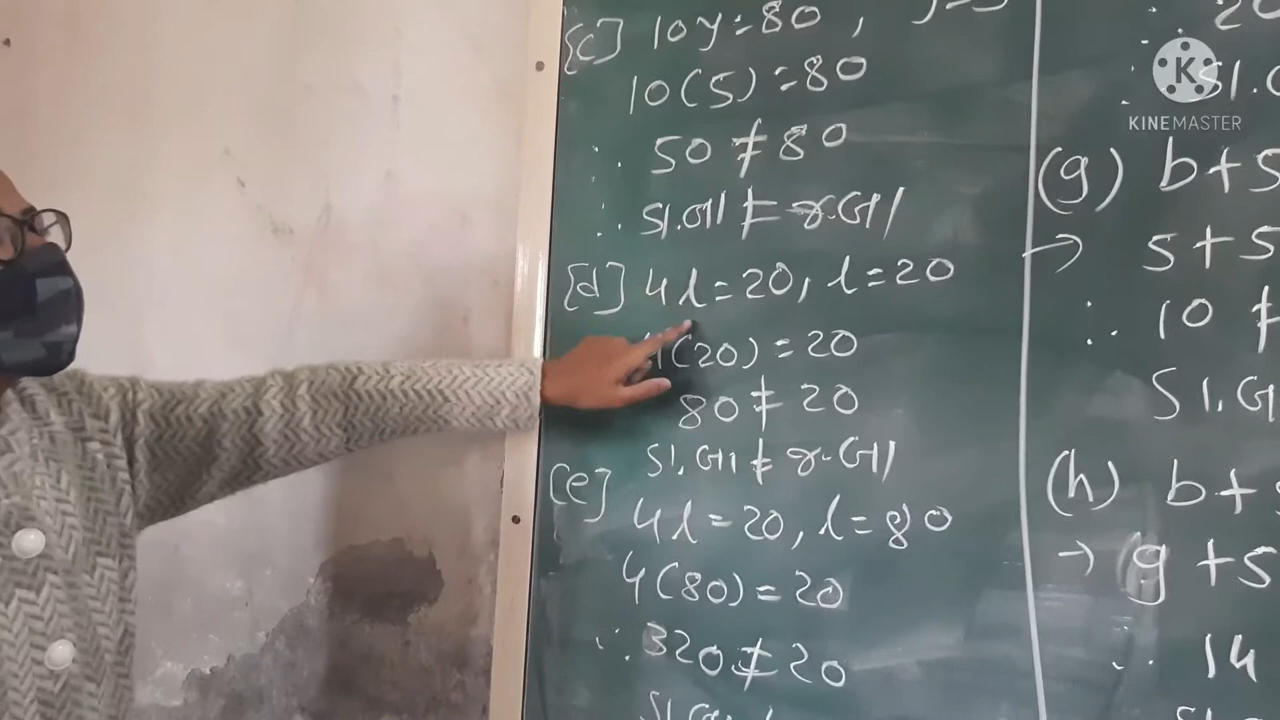 [c] 10y=80,
10(5)=80
∴ 50≠80
[d] 4l=20, l=20
4(20)=20
80≠20
[e]
4l=20, l=80
4(80)=20
∵ 320≠20
20
K
KINEMASTER
(g) b+5
→ 5+5
∴ 10 ≠
(h) b+
→ 9+5
∴ 14